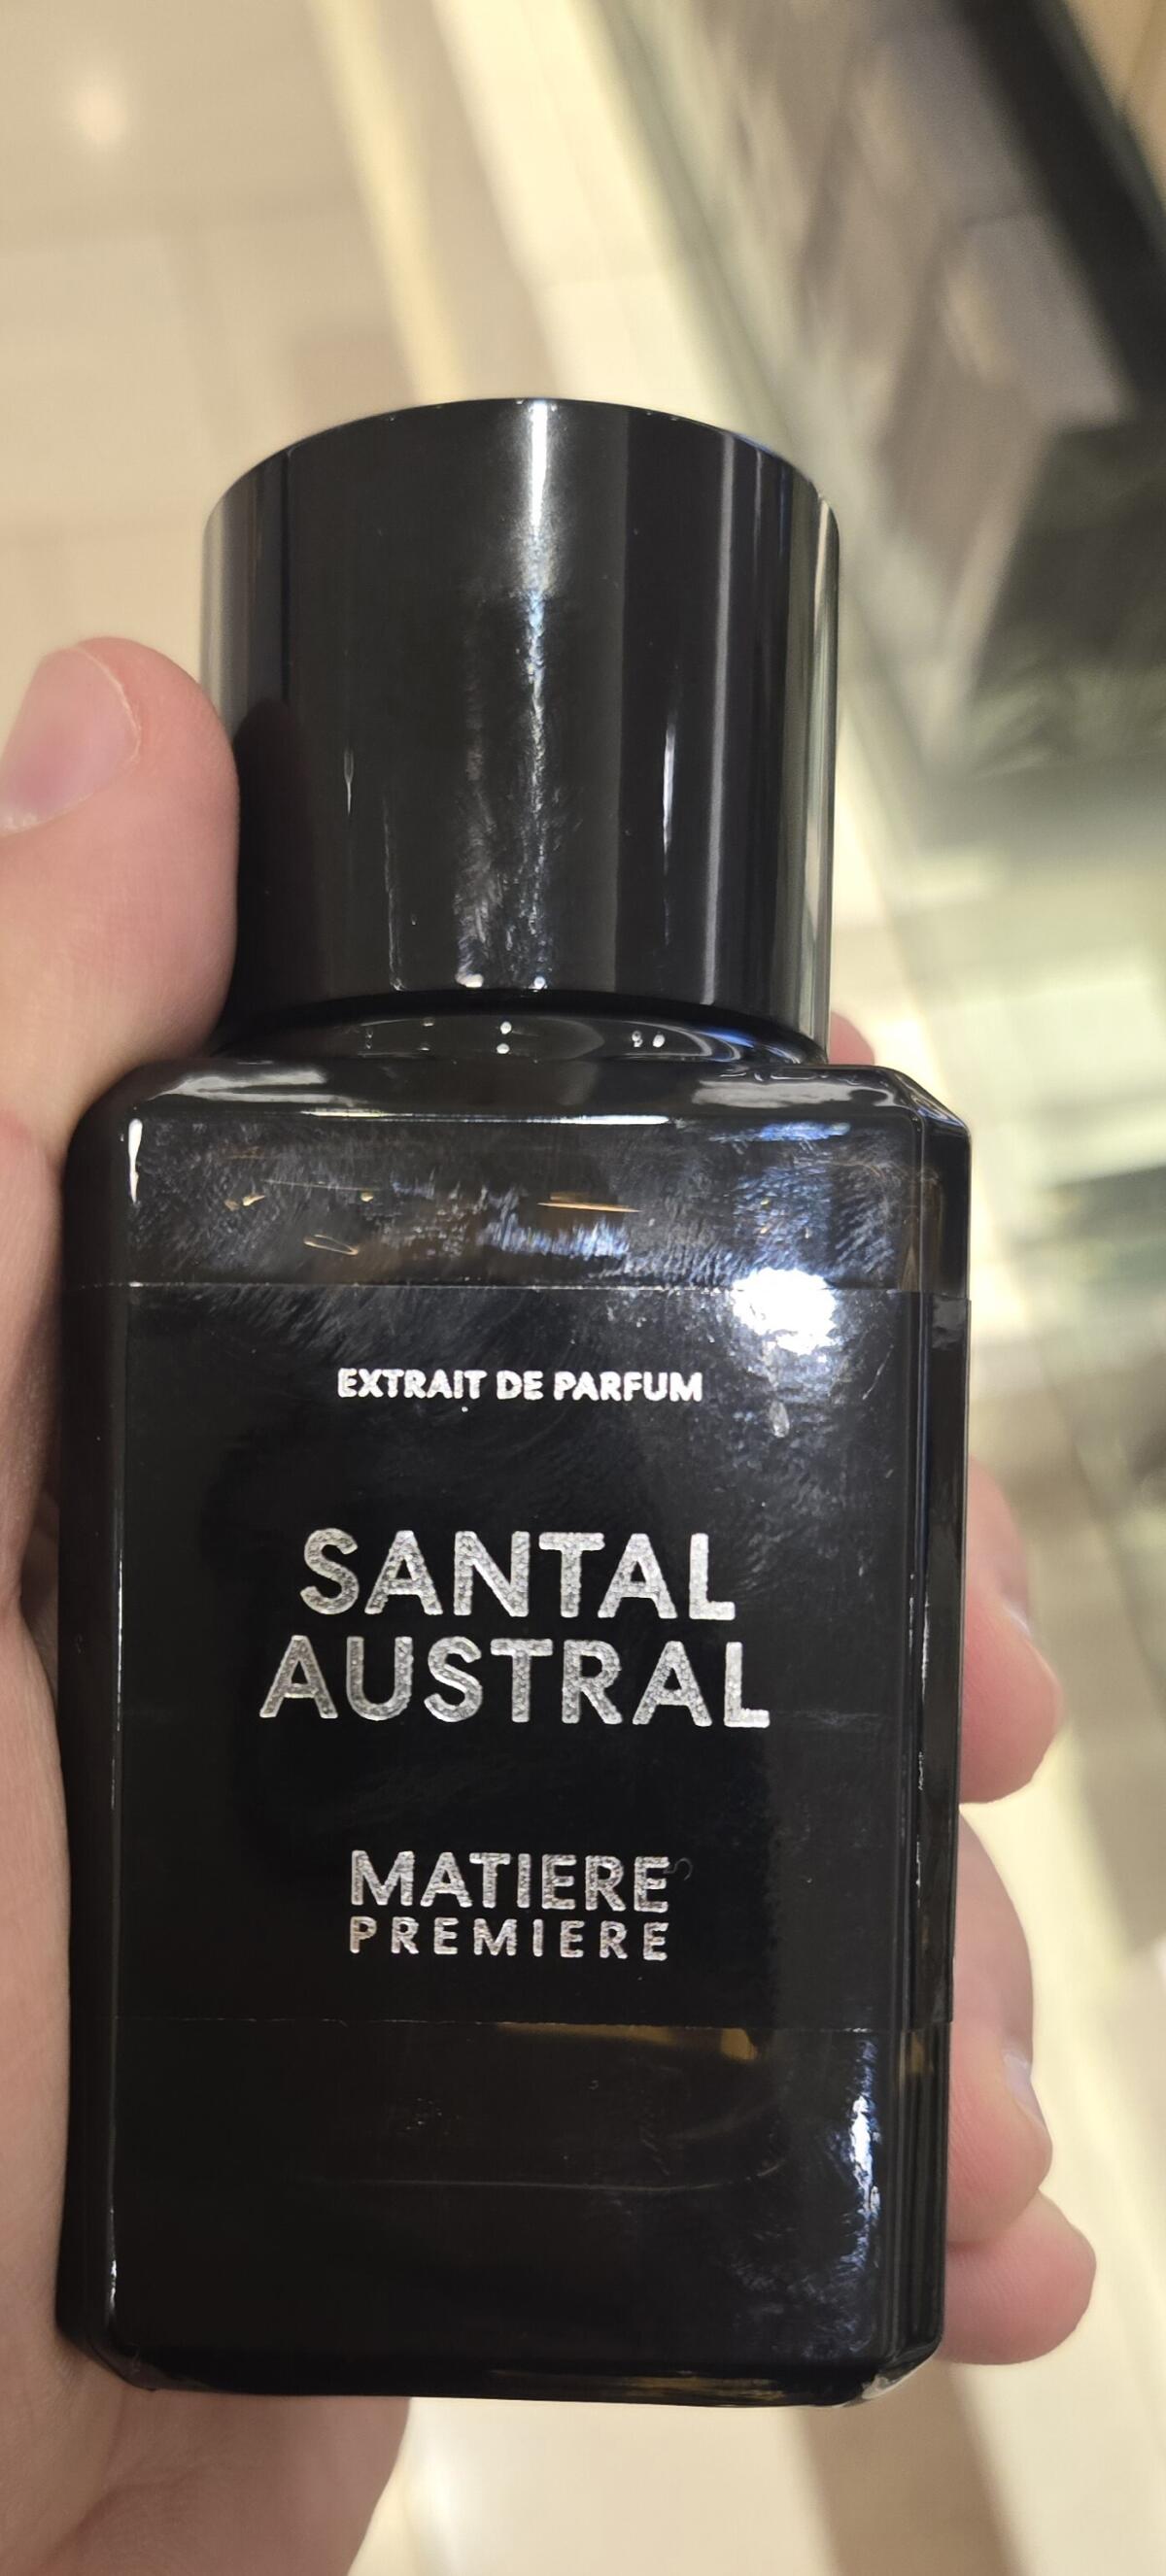 EXTRAIT DE PARFUM
SANTAL
AUSTRAL
MATIERE
PREMIERE